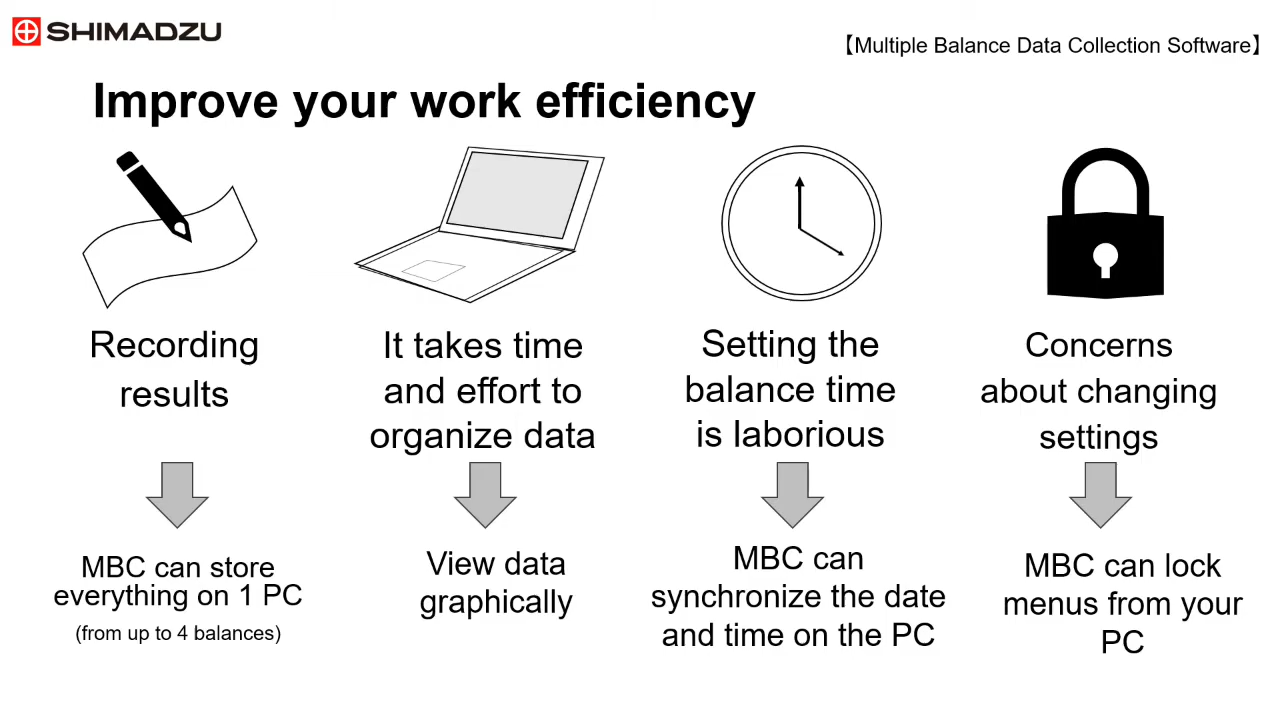 SHIMADZU
【Multiple Balance Data Collection Software】
Improve your work efficiency
Recording
results
It takes time
and effort to
organize data
Setting the
balance time
is laborious
Concerns
about changing
settings
MBC can store
everything on 1 PC
(from up to 4 balances)
View data
graphically
MBC can
synchronize the date
and time on the PC
MBC can lock
menus from your
PC